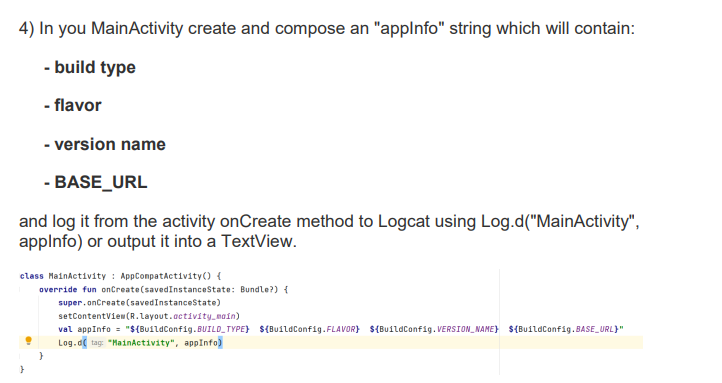 4) In you MainActivity create and compose an "appInfo" string which will contain:
- build type
- flavor
- version name
- BASE_URL
and log it from the activity onCreate method to Logcat using Log.d("MainActivity",
appInfo) or output it into a TextView.
class MainActivity : AppCompatActivity() {
override fun onCreate(savedInstanceState: Bundle?) {
super.onCreate(savedInstanceState)
setContentView(R.layout.activity_main)
val appInfo = "${BuildConfig.BUILD_TYPE} ${BuildConfig.FLAVOR} ${BuildConfig.VERSION_NAME} ${BuildConfig.BASE_URL}"
Log.d( tag: "MainActivity", appInfo)
}
}